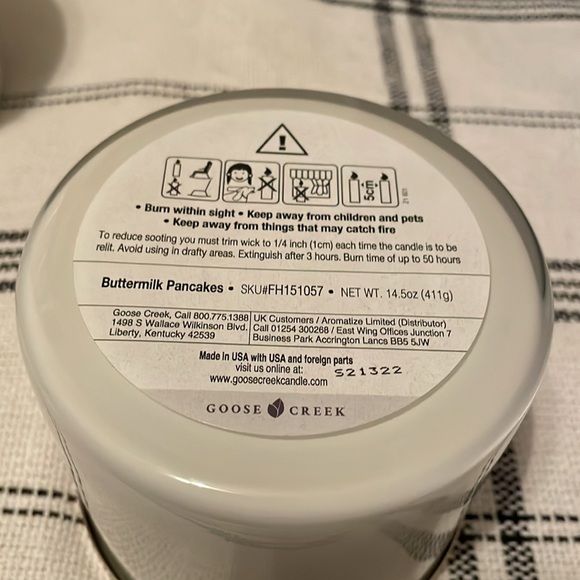 5cm
21 801
• Burn within sight • Keep away from children and pets
• Keep away from things that may catch fire
To reduce sooting you must trim wick to 1/4 inch (1cm) each time the candle is to be
relit. Avoid using in drafty areas. Extinguish after 3 hours. Burn time of up to 50 hours
Buttermilk Pancakes • SKU#FH151057 • NET WT. 14.5oz (411g)
Goose Creek, Call 800.775.1388
1498 S Wallace Wilkinson Blvd.
Liberty, Kentucky 42539
UK Customers / Aromatize Limited (Distributor)
Call 01254 300268 / East Wing Offices Junction 7
Business Park Accrington Lancs BB5 5JW
Made in USA with USA and foreign parts
visit us online at:
www.goosecreekcandle.com
S21322
GOOSE CREEK